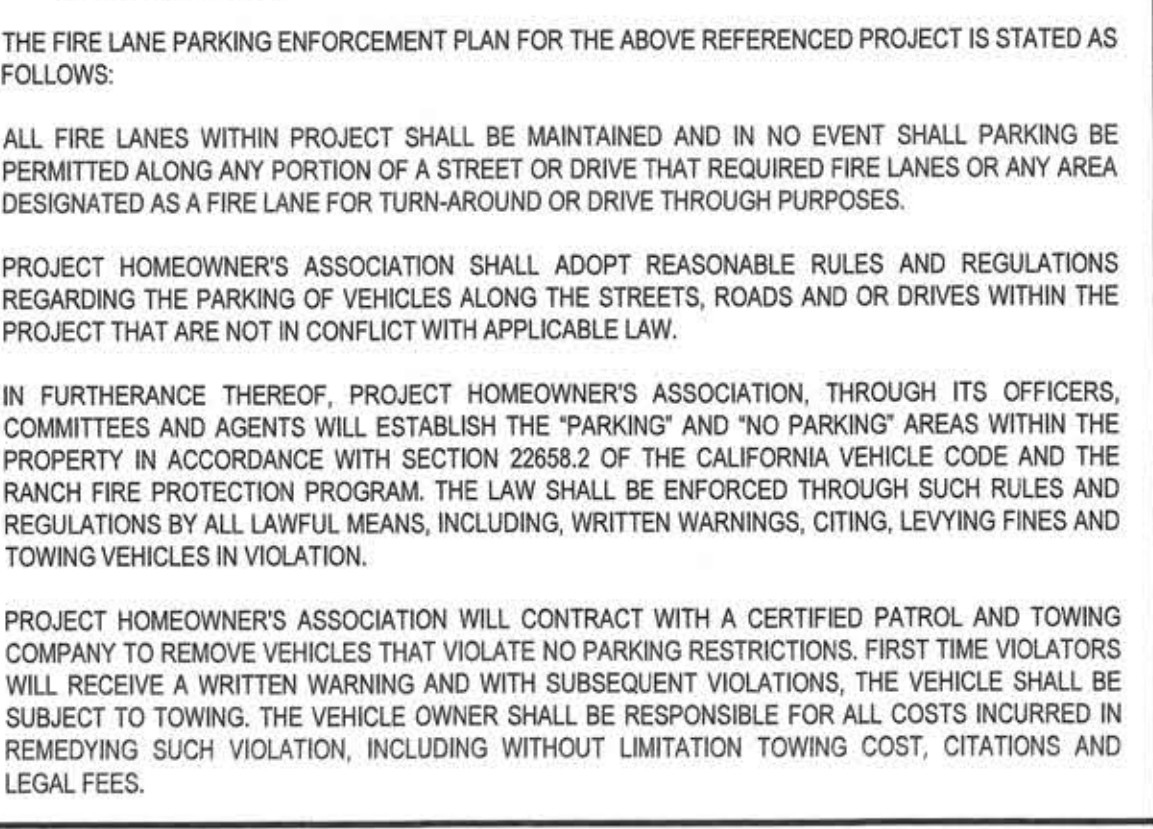 THE FIRE LANE PARKING ENFORCEMENT PLAN FOR THE ABOVE REFERENCED PROJECT IS STATED AS
FOLLOWS:
ALL FIRE LANES WITHIN PROJECT SHALL BE MAINTAINED AND IN NO EVENT SHALL PARKING BE
PERMITTED ALONG ANY PORTION OF A STREET OR DRIVE THAT REQUIRED FIRE LANES OR ANY AREA
DESIGNATED AS A FIRE LANE FOR TURN-AROUND OR DRIVE THROUGH PURPOSES.
PROJECT HOMEOWNER'S ASSOCIATION SHALL ADOPT REASONABLE RULES AND REGULATIONS
REGARDING THE PARKING OF VEHICLES ALONG THE STREETS, ROADS AND OR DRIVES WITHIN THE
PROJECT THAT ARE NOT IN CONFLICT WITH APPLICABLE LAW.
IN FURTHERANCE THEREOF, PROJECT HOMEOWNER'S ASSOCIATION, THROUGH ITS OFFICERS,
COMMITTEES AND AGENTS WILL ESTABLISH THE "PARKING" AND "NO PARKING" AREAS WITHIN THE
PROPERTY IN ACCORDANCE WITH SECTION 22658.2 OF THE CALIFORNIA VEHICLE CODE AND THE
RANCH FIRE PROTECTION PROGRAM. THE LAW SHALL BE ENFORCED THROUGH SUCH RULES AND
REGULATIONS BY ALL LAWFUL MEANS, INCLUDING, WRITTEN WARNINGS, CITING, LEVYING FINES AND
TOWING VEHICLES IN VIOLATION.
PROJECT HOMEOWNER'S ASSOCIATION WILL CONTRACT WITH A CERTIFIED PATROL AND TOWING
COMPANY TO REMOVE VEHICLES THAT VIOLATE NO PARKING RESTRICTIONS. FIRST TIME VIOLATORS
WILL RECEIVE A WRITTEN WARNING AND WITH SUBSEQUENT VIOLATIONS, THE VEHICLE SHALL BE
SUBJECT TO TOWING. THE VEHICLE OWNER SHALL BE RESPONSIBLE FOR ALL COSTS INCURRED IN
REMEDYING SUCH VIOLATION, INCLUDING WITHOUT LIMITATION TOWING COST, CITATIONS AND
LEGAL FEES.